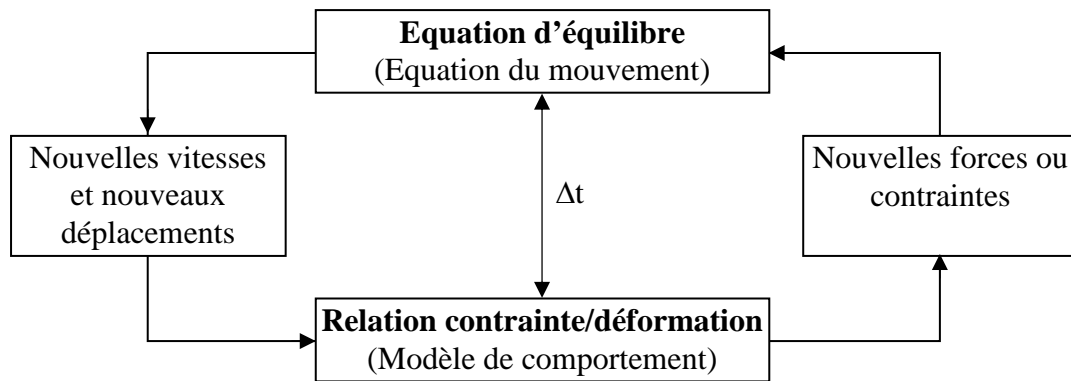 Equation d’équilibre
(Equation du mouvement)
Nouvelles vitesses
et nouveaux
déplacements
Δt
Nouvelles forces ou
contraintes
Relation contrainte/déformation
(Modèle de comportement)